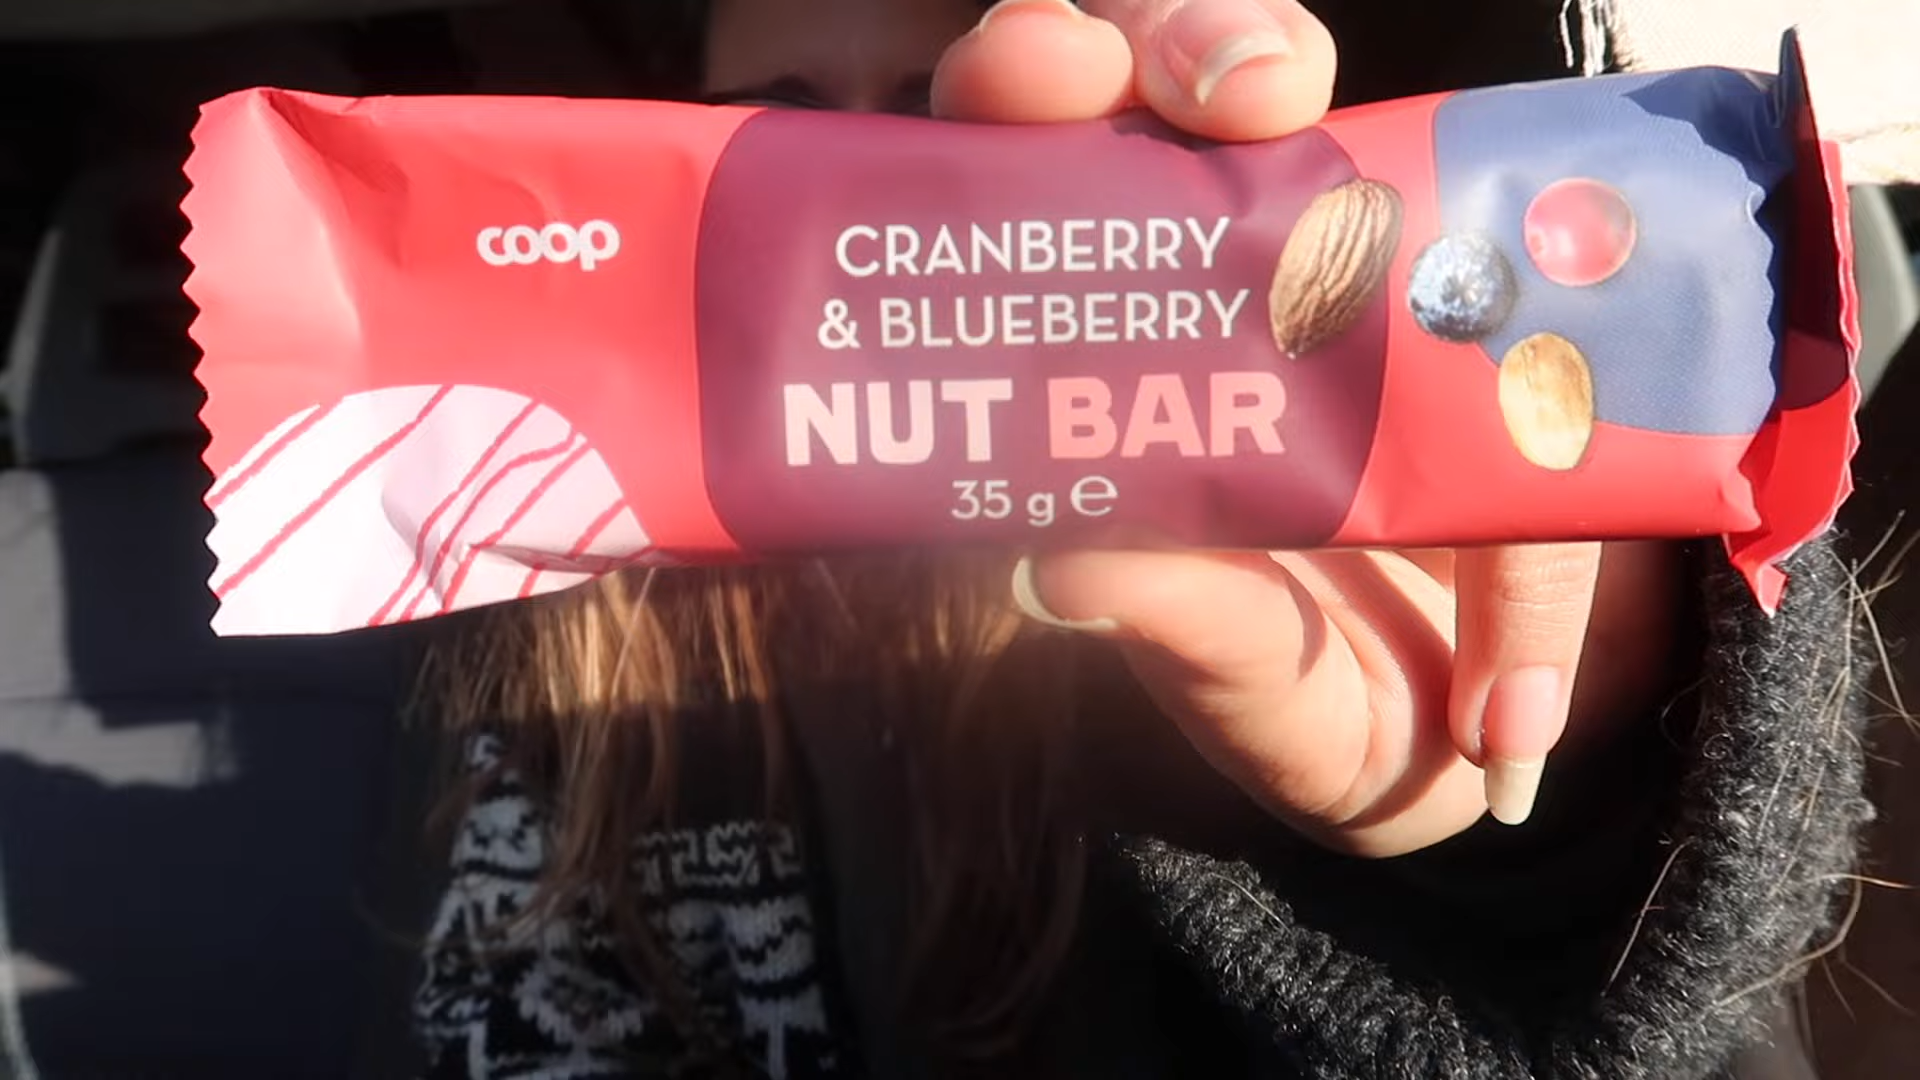 coop
CRANBERRY
& BLUEBERRY
NUT BAR
35 g ℮